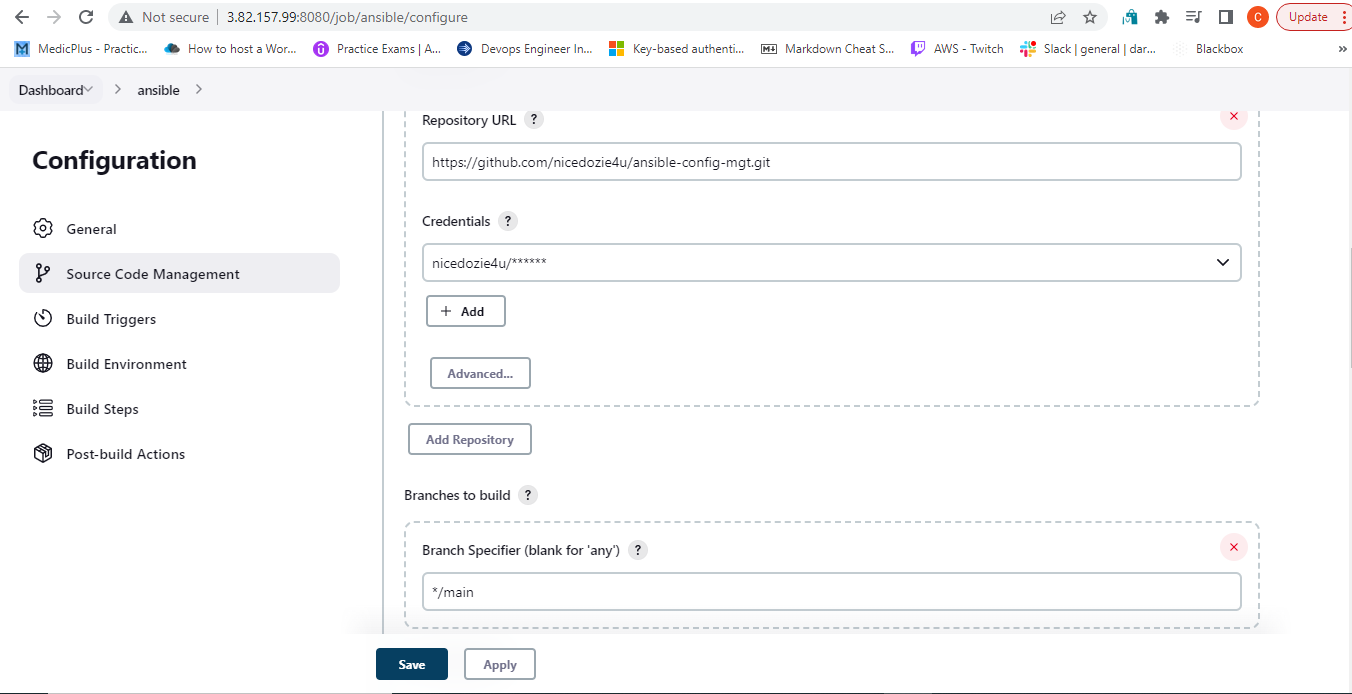 Not secure | 3.82.157.99:8080/job/ansible/configure C Update
MedicPlus - Practic... How to host a Wor... Practice Exams | A... Devops Engineer In... Key-based authenti... Markdown Cheat S... AWS - Twitch Slack | general | dar... Blackbox »
Dashboard > ansible >
Configuration
General
Source Code Management
Build Triggers
Build Environment
Build Steps
Post-build Actions
Repository URL ?
https://github.com/nicedozie4u/ansible-config-mgt.git
Credentials ?
nicedozie4u/******
+ Add
Advanced...
Add Repository
Branches to build ?
Branch Specifier (blank for 'any') ?
*/main
Save Apply